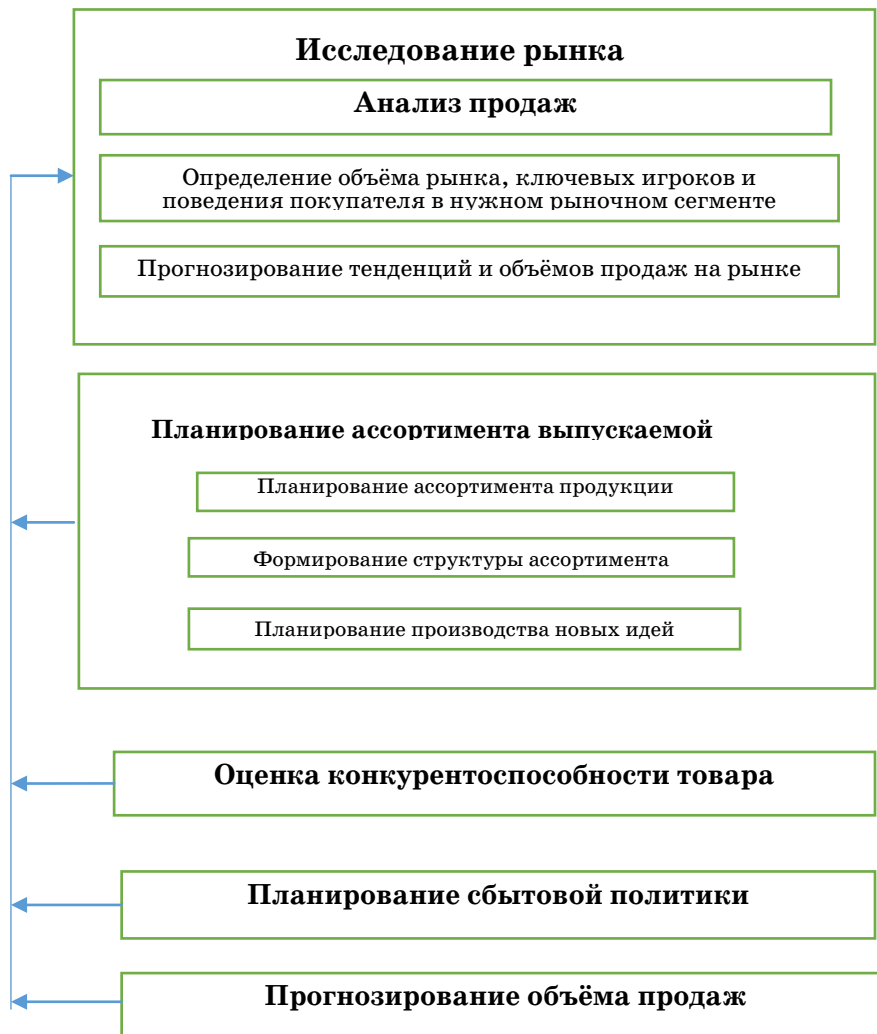 Исследование рынка
Анализ продаж
Определение объёма рынка, ключевых игроков и
поведения покупателя в нужном рыночном сегменте
Прогнозирование тенденций и объёмов продаж на рынке
Планирование ассортимента выпускаемой
Планирование ассортимента продукции
Формирование структуры ассортимента
Планирование производства новых идей
Оценка конкурентоспособности товара
Планирование сбытовой политики
Прогнозирование объёма продаж